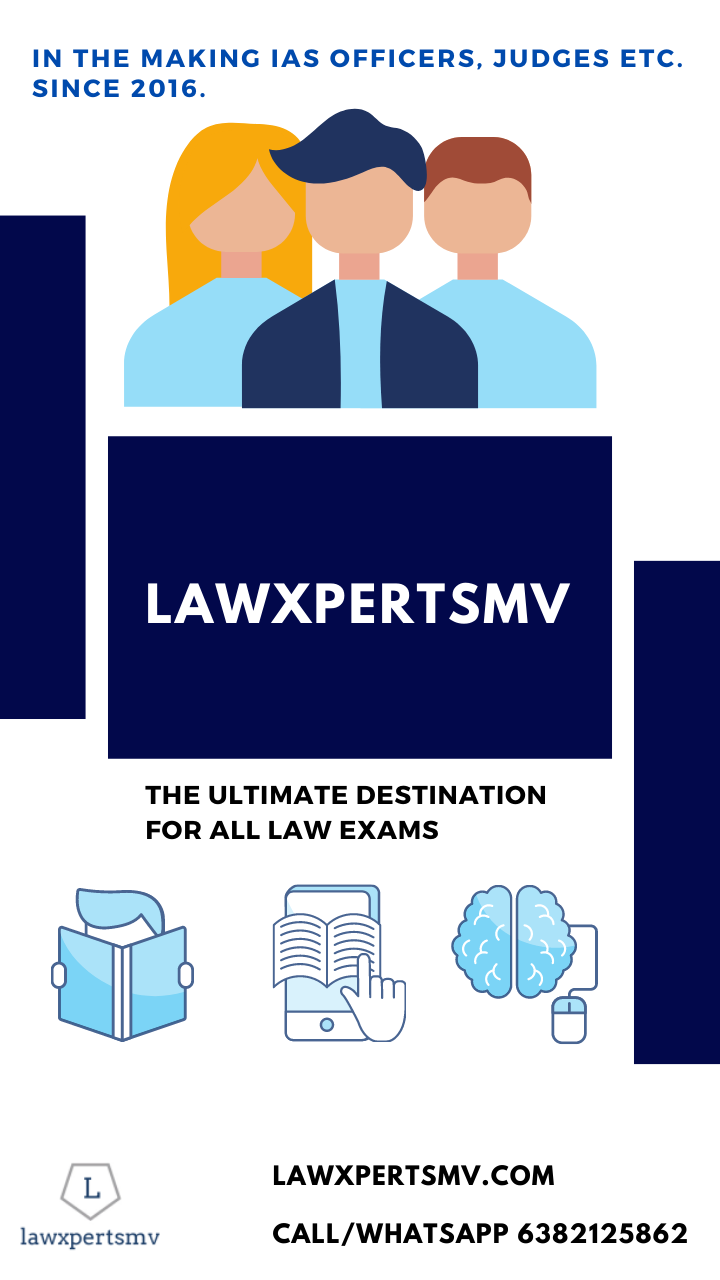 IN THE MAKING IAS OFFICERS, JUDGES ETC.
SINCE 2016.
LAWXPERTSMV
THE ULTIMATE DESTINATION
FOR ALL LAW EXAMS
L
lawxpertsmv
LAWXPERTSMV.COM
CALL/WHATSAPP 6382125862